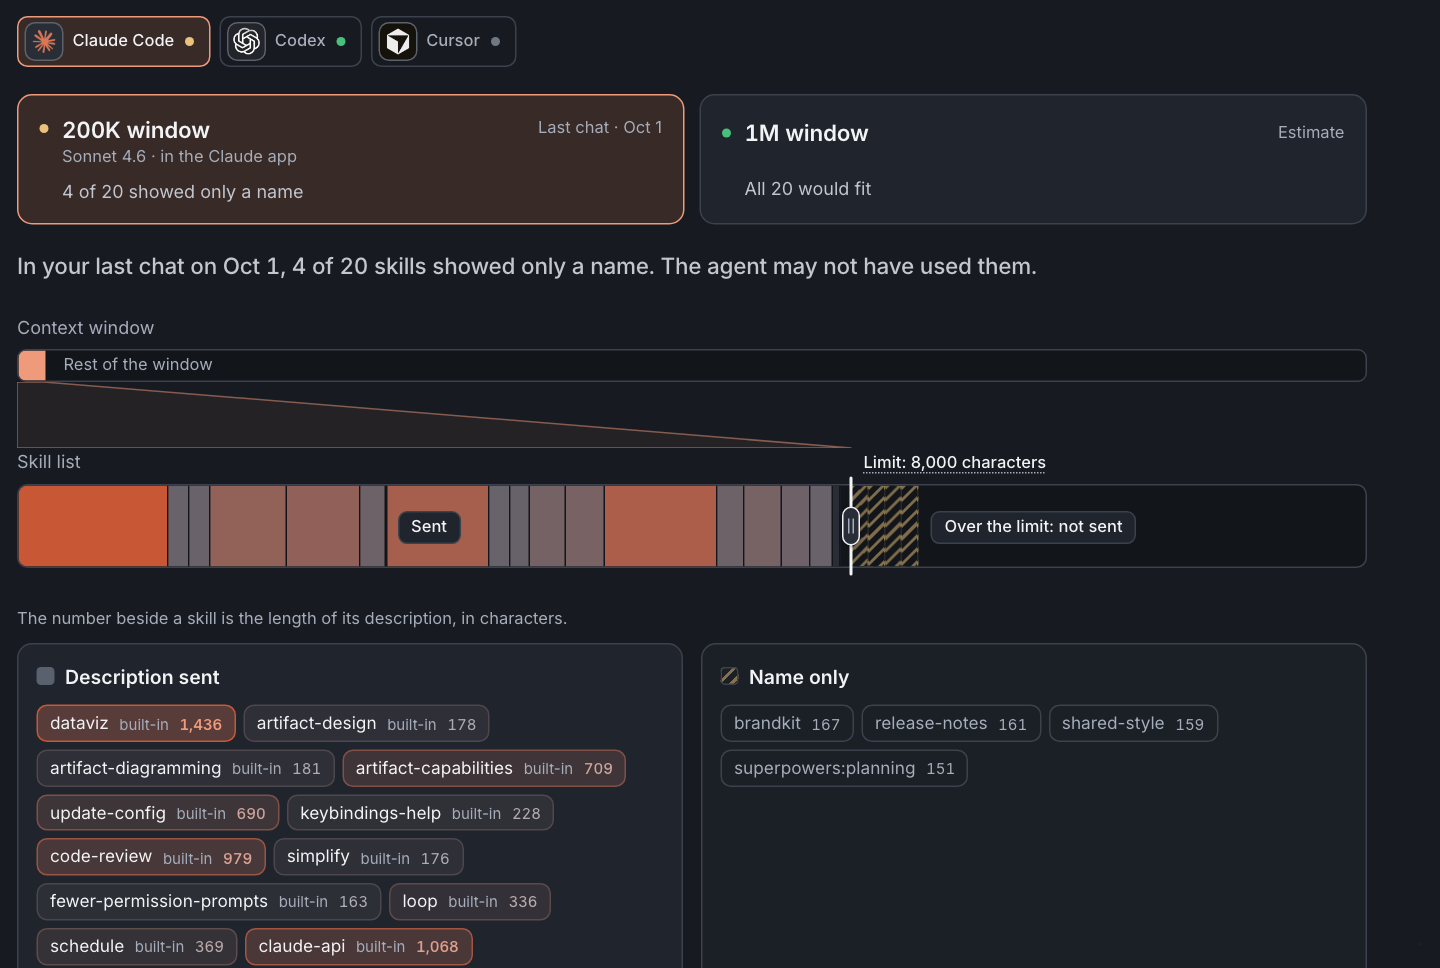 Claude Code
Codex
Cursor
200K window
Last chat · Oct 1
Sonnet 4.6 · in the Claude app
4 of 20 showed only a name
1M window
Estimate
All 20 would fit
In your last chat on Oct 1, 4 of 20 skills showed only a name. The agent may not have used them.
Context window
Rest of the window
Skill list
Limit: 8,000 characters
Sent
Over the limit: not sent
The number beside a skill is the length of its description, in characters.
Description sent
dataviz built-in 1,436
artifact-design built-in 178
artifact-diagramming built-in 181
artifact-capabilities built-in 709
update-config built-in 690
keybindings-help built-in 228
code-review built-in 979
simplify built-in 176
fewer-permission-prompts built-in 163
loop built-in 336
schedule built-in 369
claude-api built-in 1,068
Name only
brandkit 167
release-notes 161
shared-style 159
superpowers:planning 151